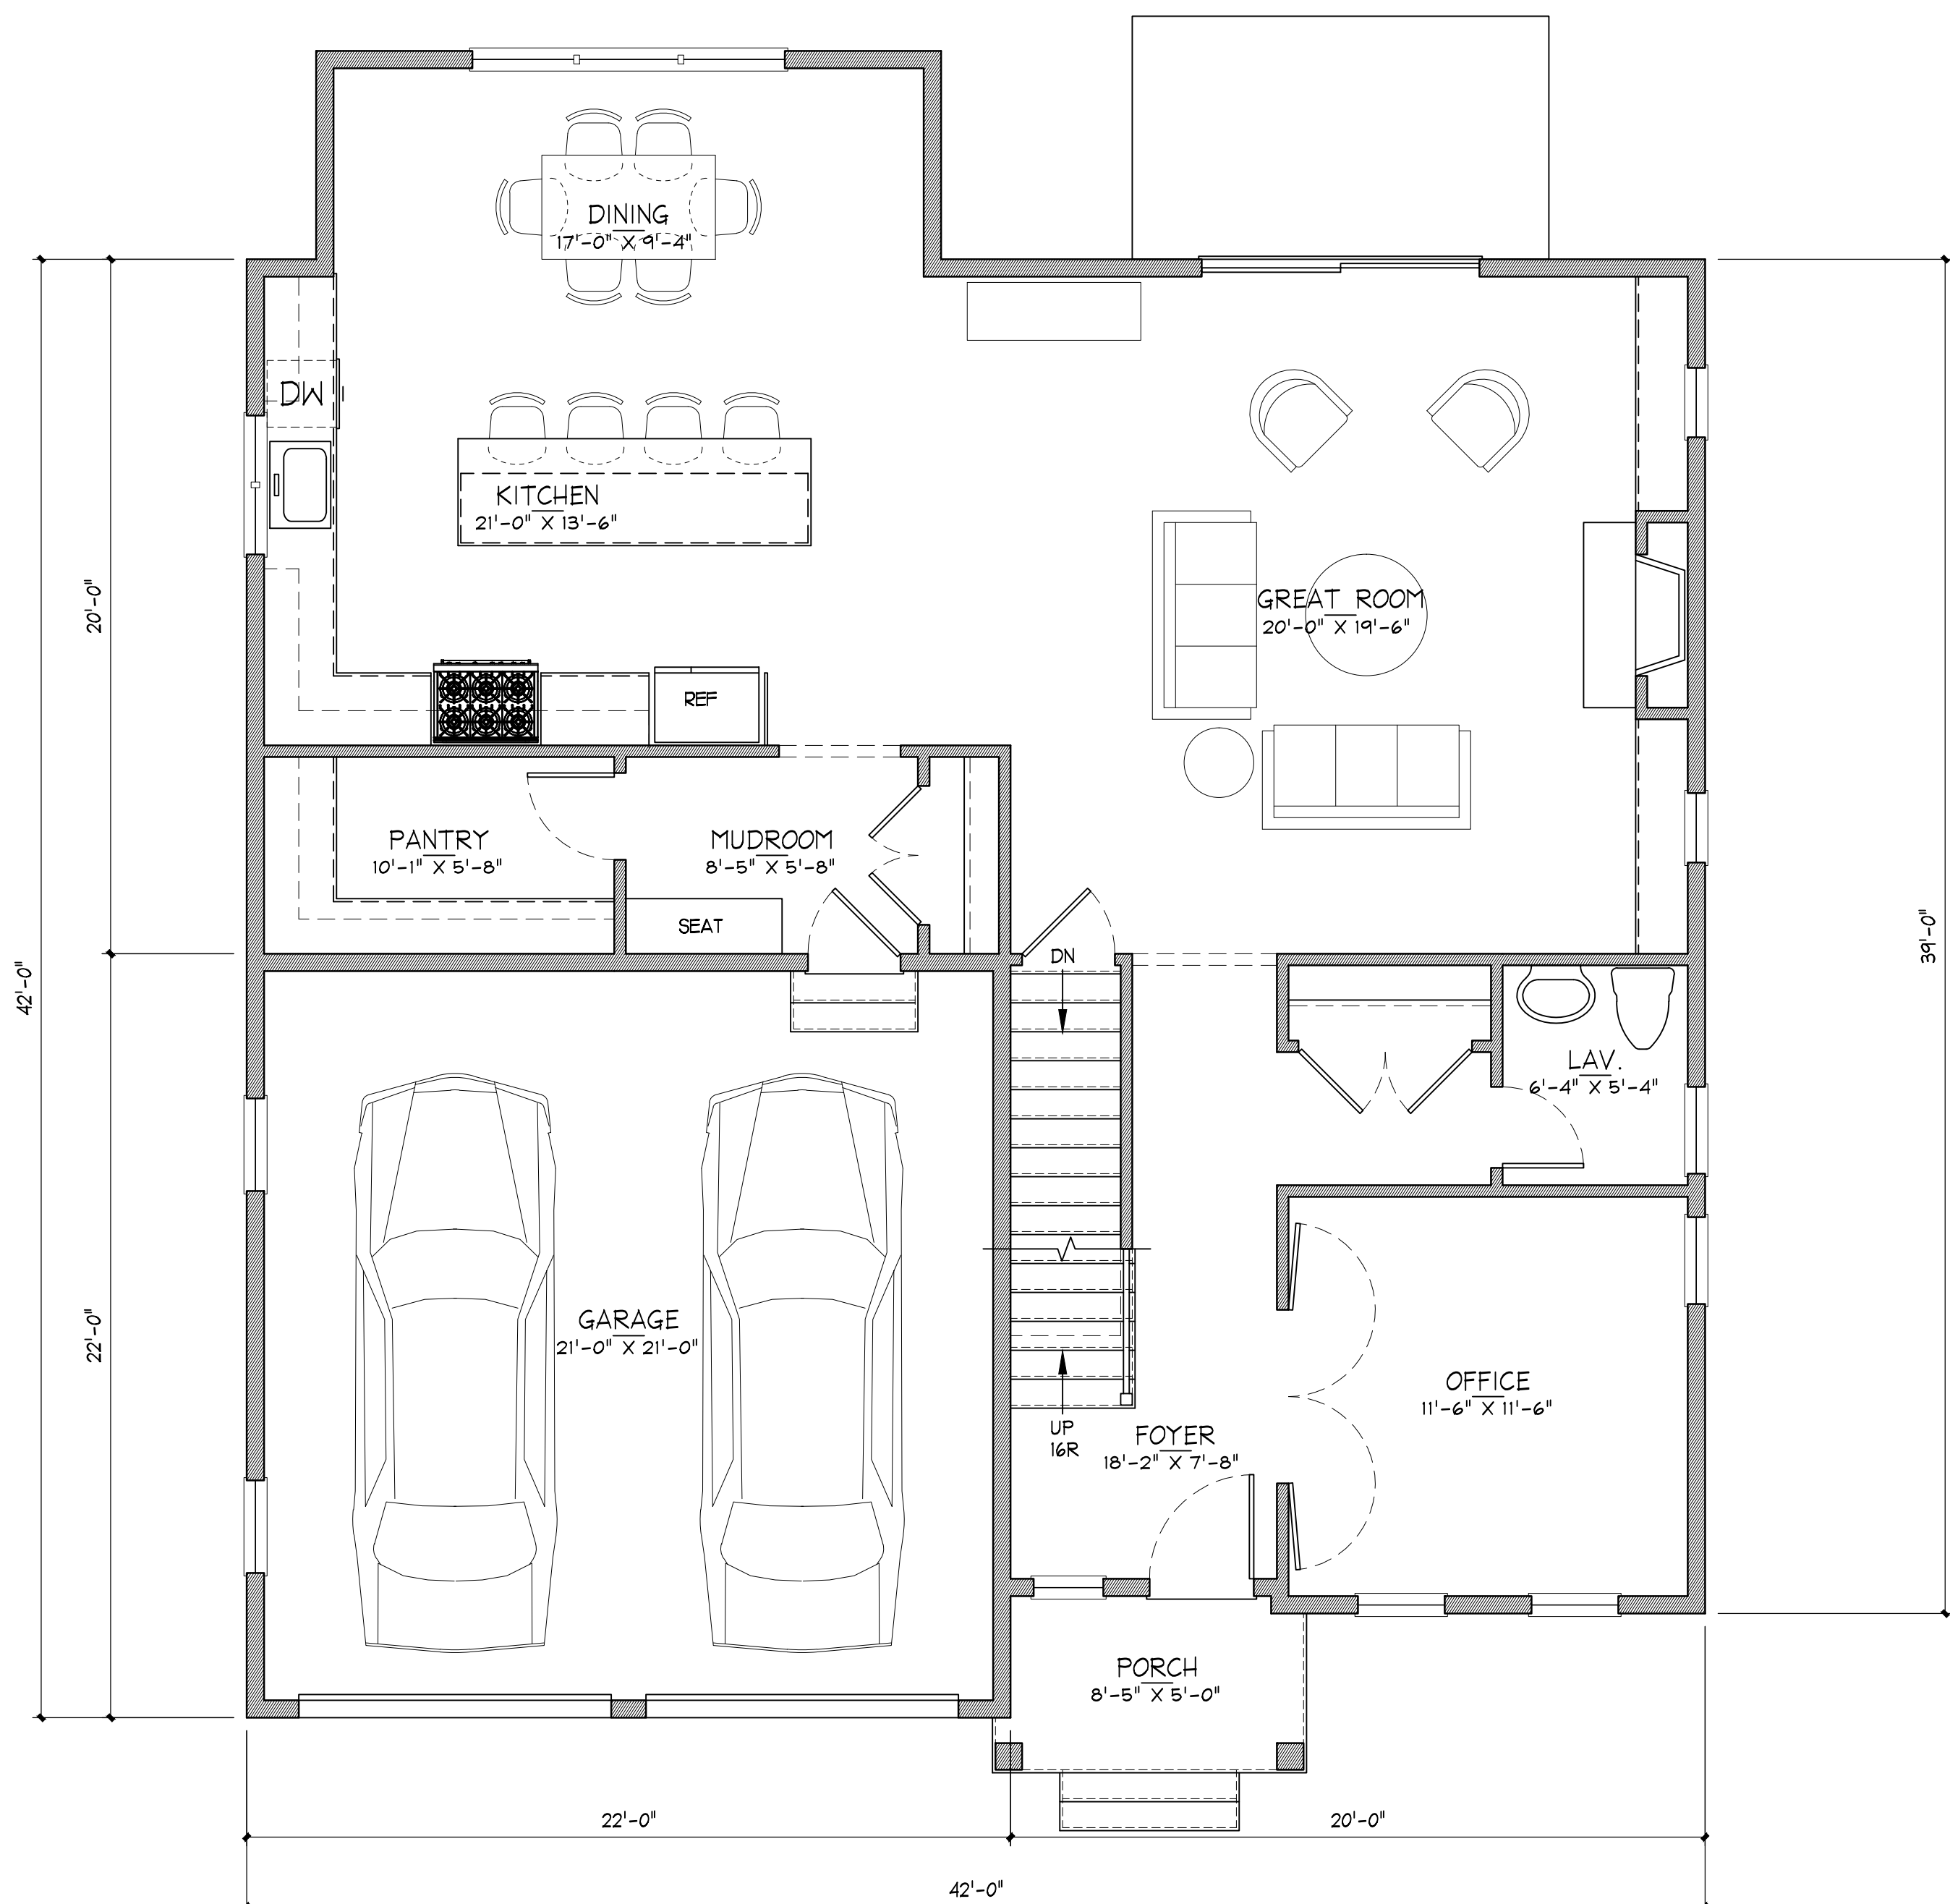 DINING
17'-0" X 9'-4"
DW
KITCHEN
21'-0" X 13'-6"
GREAT ROOM
20'-0" X 19'-6"
REF
20'-0"
PANTRY
10'-1" X 5'-8"
MUDROOM
8'-5" X 5'-8"
SEAT
DN
42'-0"
39'-0"
LAV.
6'-4" X 5'-4"
GARAGE
21'-0" X 21'-0"
22'-0"
OFFICE
11'-6" X 11'-6"
UP
16R
FOYER
18'-2" X 7'-8"
PORCH
8'-5" X 5'-0"
22'-0"
20'-0"
42'-0"